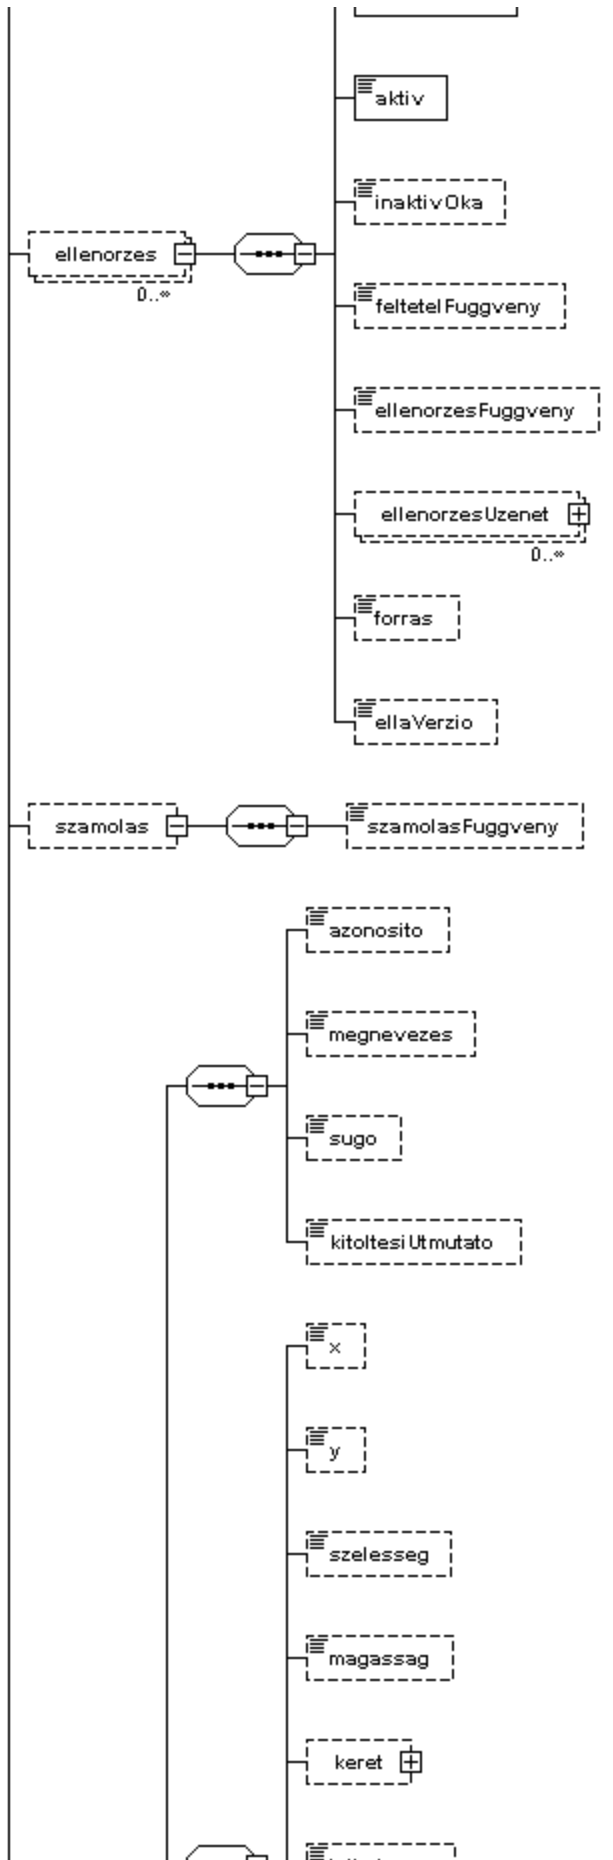 aktiv
inaktivOka
ellenorzes
0..∞
feltetelFuggveny
ellenorzesFuggveny
ellenorzesUzenet
0..∞
forras
ellaVerzio
szamolas
szamolasFuggveny
azonosito
megnevezes
sugo
kitoltesiUtmutato
x
y
szelesseg
magassag
keret